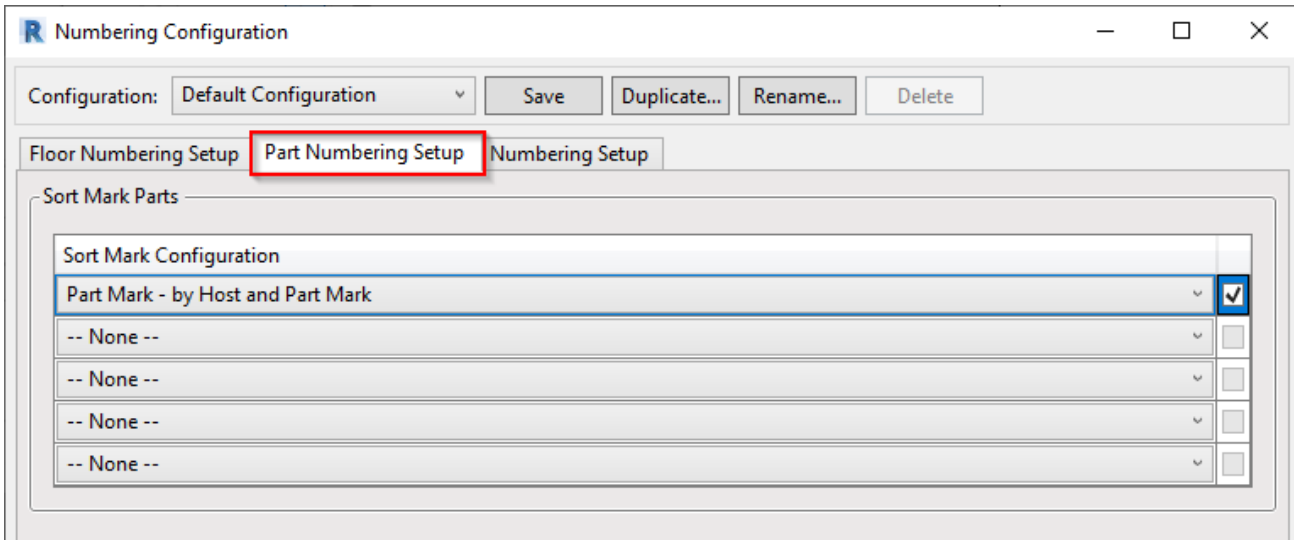 Numbering Configuration
Configuration: Default Configuration Save Duplicate... Rename... Delete
Floor Numbering Setup Part Numbering Setup Numbering Setup
Sort Mark Parts
Sort Mark Configuration
Part Mark - by Host and Part Mark
-- None --
-- None --
-- None --
-- None --